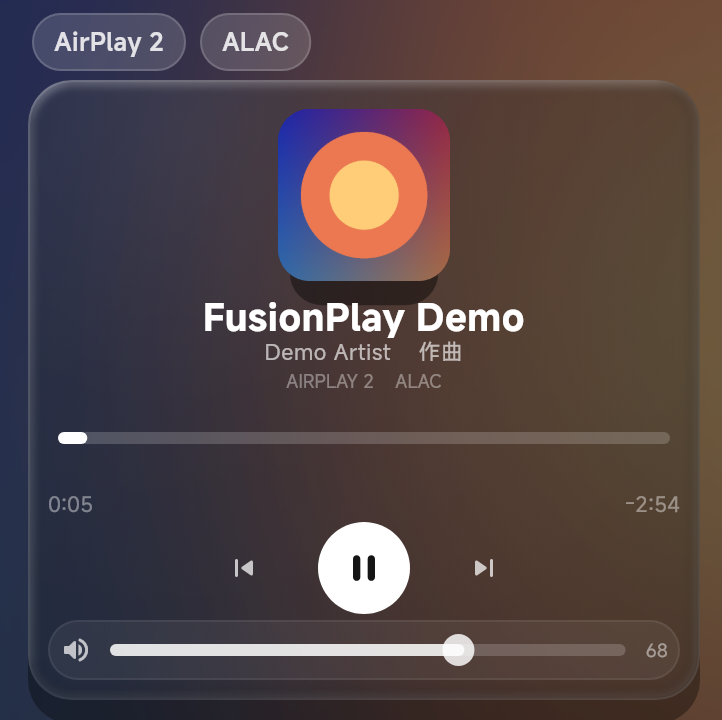 AirPlay 2 ALAC
FusionPlay Demo
Demo Artist 作曲
AIRPLAY 2 ALAC
0:05 -2:54
68